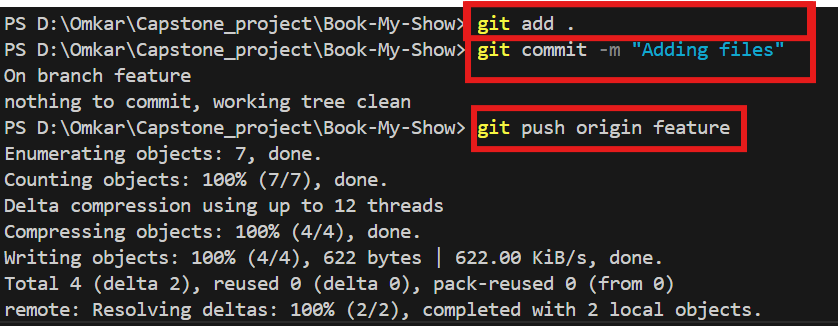 PS D:\Omkar\Capstone_project\Book-My-Show> git add .
PS D:\Omkar\Capstone_project\Book-My-Show> git commit -m "Adding files"
On branch feature
nothing to commit, working tree clean
PS D:\Omkar\Capstone_project\Book-My-Show> git push origin feature
Enumerating objects: 7, done.
Counting objects: 100% (7/7), done.
Delta compression using up to 12 threads
Compressing objects: 100% (4/4), done.
Writing objects: 100% (4/4), 622 bytes | 622.00 KiB/s, done.
Total 4 (delta 2), reused 0 (delta 0), pack-reused 0 (from 0)
remote: Resolving deltas: 100% (2/2), completed with 2 local objects.